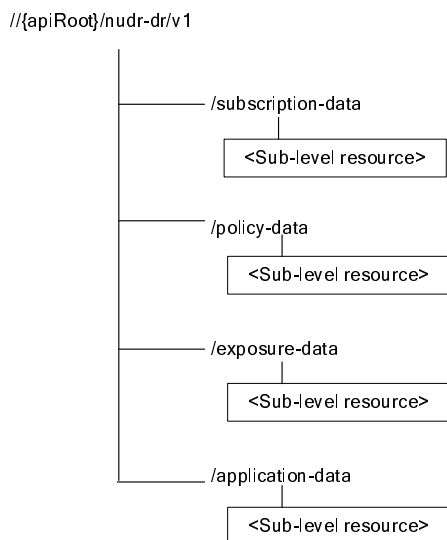 //{apiRoot}/nudr-dr/v1
/subscription-data
<Sub-level resource>
/policy-data
<Sub-level resource>
/exposure-data
<Sub-level resource>
/application-data
<Sub-level resource>